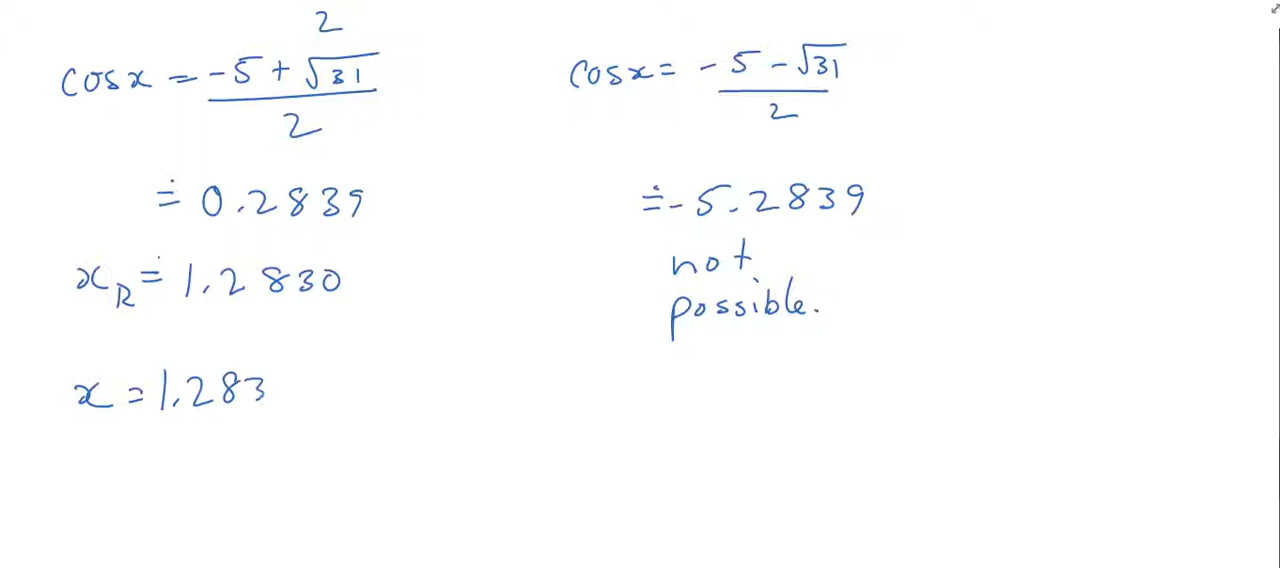 2
cos x = (-5 + √31) / 2
≐ 0.2839
x_R ≐ 1.2830
x = 1.283
cos x = (-5 - √31) / 2
≐ -5.2839
not
possible.